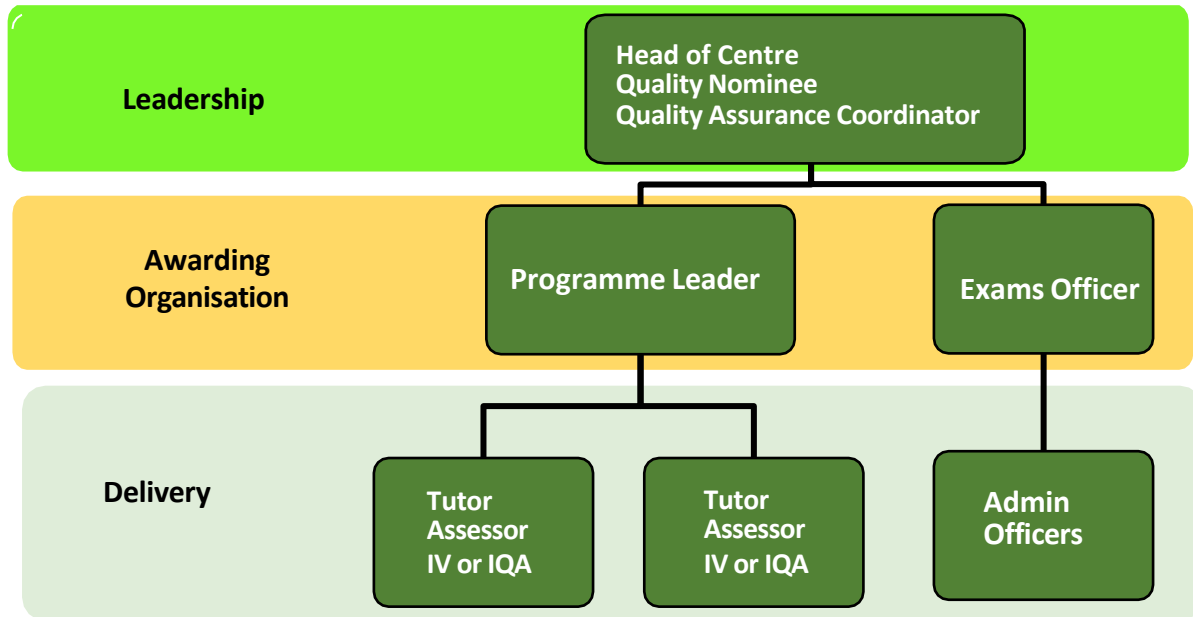 Leadership
Head of Centre
Quality Nominee
Quality Assurance Coordinator
Awarding
Organisation
Programme Leader
Exams Officer
Delivery
Tutor
Assessor
IV or IQA
Tutor
Assessor
IV or IQA
Admin
Officers